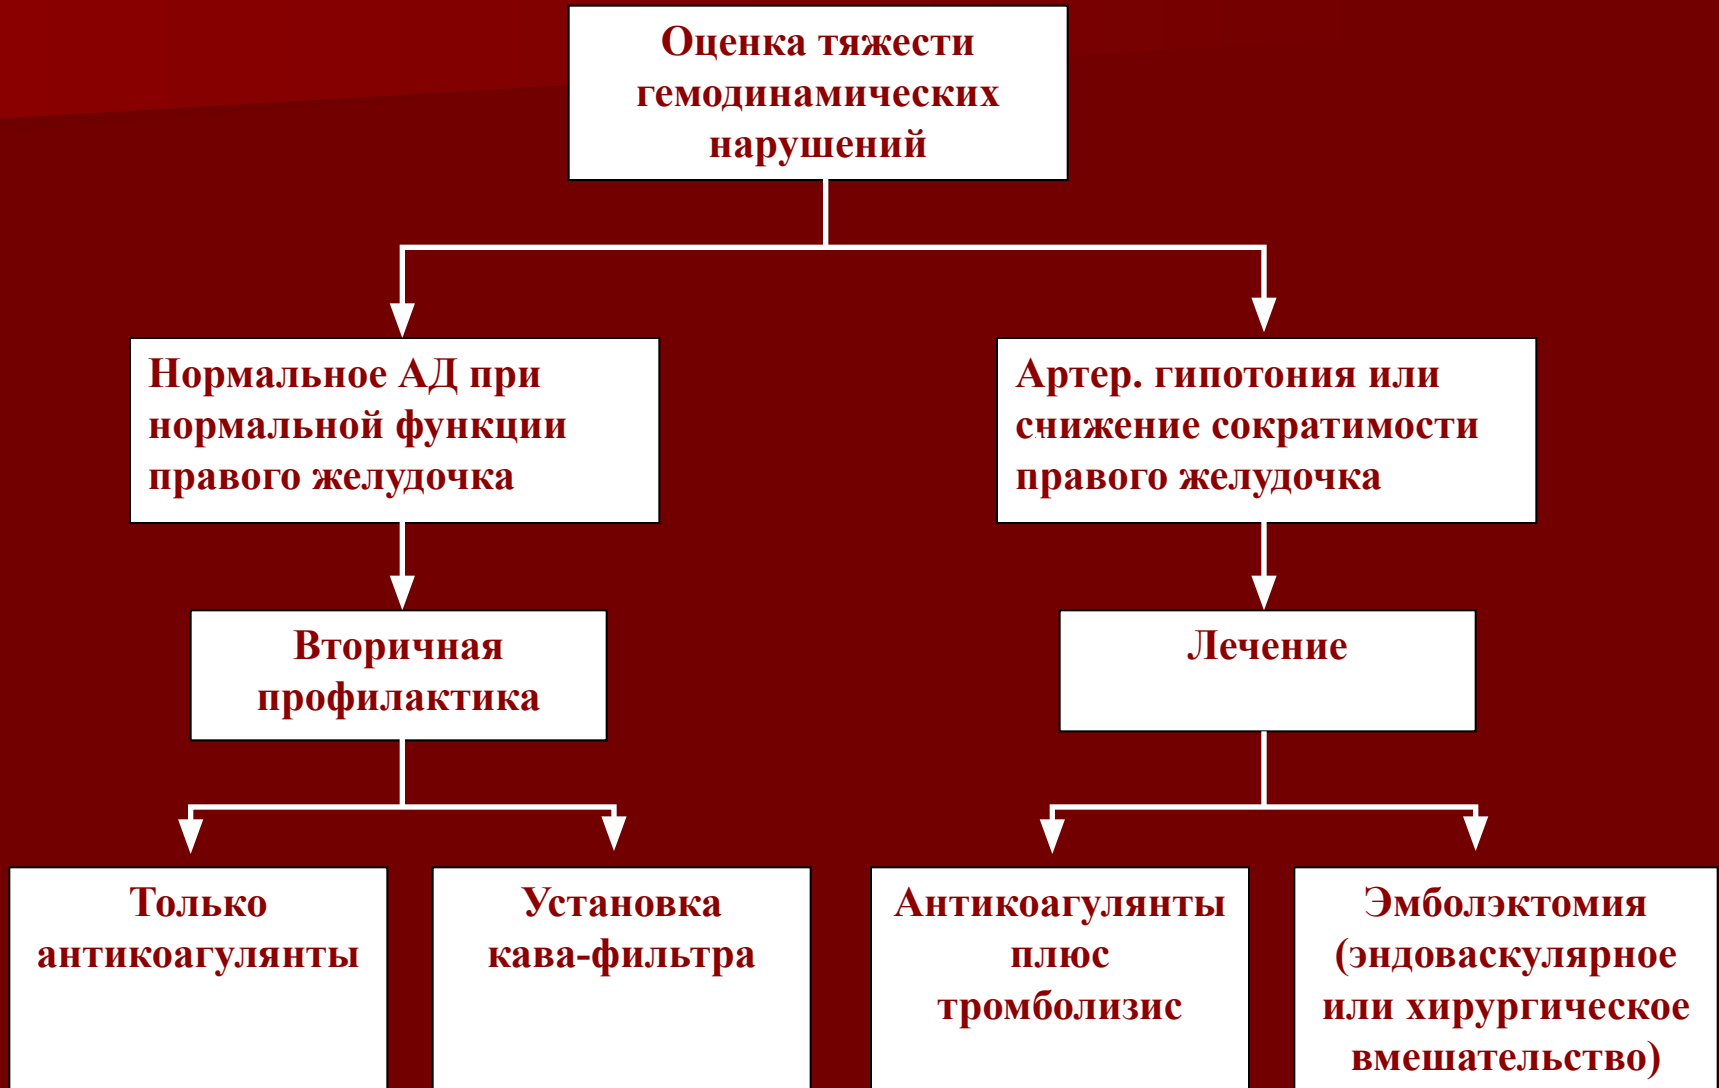 Оценка тяжести
гемодинамических
нарушений
Нормальное АД при
нормальной функции
правого желудочка
Артер. гипотония или
снижение сократимости
правого желудочка
Вторичная
профилактика
Лечение
Только
антикоагулянты
Установка
кава-фильтра
Антикоагулянты
плюс
тромболизис
Эмболэктомия
(эндоваскулярное
или хирургическое
вмешательство)